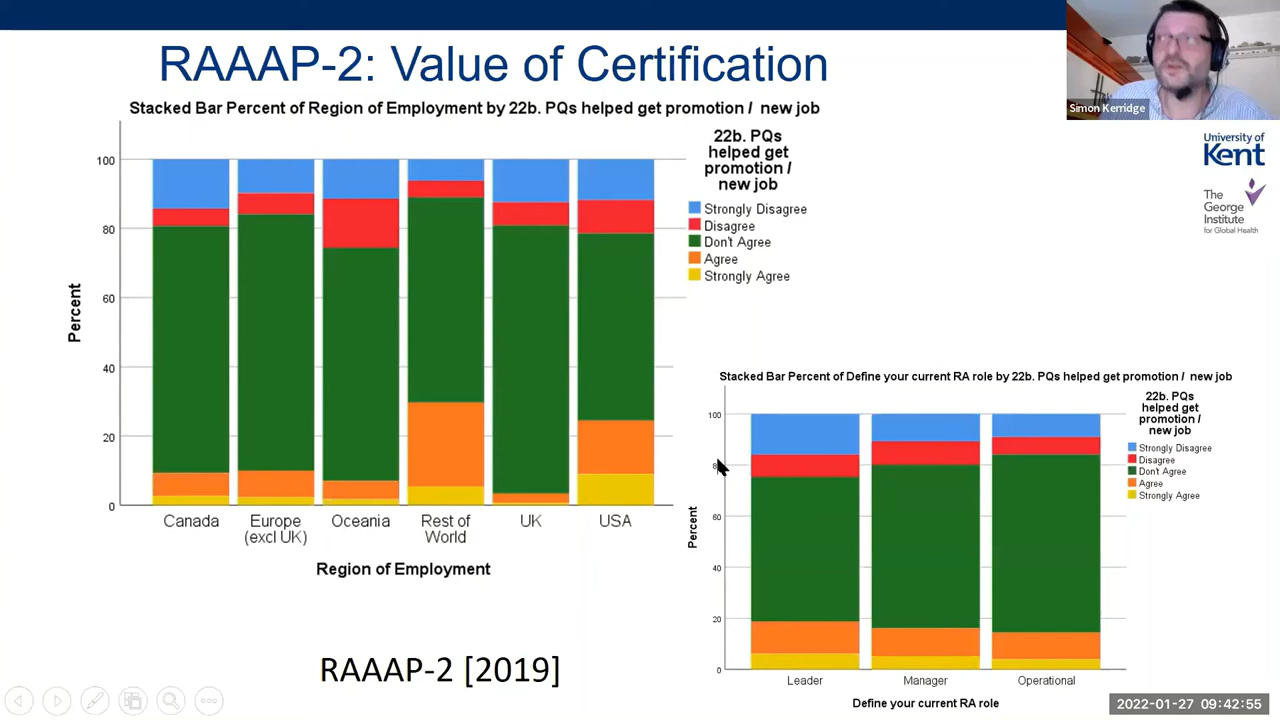 RAAAP-2: Value of Certification
Simon Kerridge
University of
Kent
The
George
Institute
for Global Health
Stacked Bar Percent of Region of Employment by 22b. PQs helped get promotion / new job
22b. PQs
helped get
promotion /
new job
Strongly Disagree
Disagree
Don't Agree
Agree
Strongly Agree
Percent
100
80
60
40
20
0
Canada
Europe
(excl UK)
Oceania
Rest of
World
UK
USA
Region of Employment
Stacked Bar Percent of Define your current RA role by 22b. PQs helped get promotion / new job
22b. PQs
helped get
promotion /
new job
Strongly Disagree
Disagree
Don't Agree
Agree
Strongly Agree
Percent
100
80
60
40
20
0
Leader
Manager
Operational
Define your current RA role
RAAAP-2 [2019]
2022-01-27 09:42:55